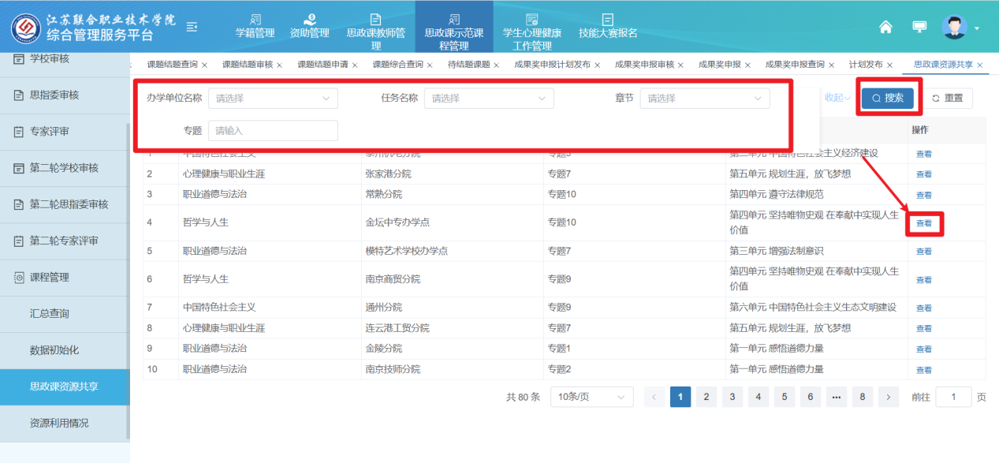 江苏联合职业技术学院
综合管理服务平台
学籍管理
资助管理
思政课教师管
理
思政课示范课
程管理
学生心理健康
工作管理
技能大赛报名
学校审核
思指委审核
专家评审
第二轮学校审核
第二轮思指委审核
第二轮专家评审
课程管理
汇总查询
数据初始化
思政课资源共享
资源利用情况
课题结题查询 × 课题结题审核 × 课题结题申请 × 课题综合查询 × 待结题课题 × 成果奖申报计划发布 × 成果奖申报审核 × 成果奖申报 × 成果奖申报查询 × 计划发布 × 思政课资源共享 ×
办学单位名称 请选择 任务名称 请选择 章节 请选择 收起 搜索 重置
专题 请输入
操作
1 中国特色社会主义 泰州机电分院 专题5 第二单元 中国特色社会主义经济建设 查看
2 心理健康与职业生涯 张家港分院 专题7 第五单元 规划生涯，放飞梦想 查看
3 职业道德与法治 常熟分院 专题10 第四单元 遵守法律规范 查看
4 哲学与人生 金坛中专办学点 专题10 第四单元 坚持唯物史观 在奉献中实现人生
价值 查看
5 职业道德与法治 模特艺术学校办学点 专题7 第三单元 增强法制意识 查看
6 哲学与人生 南京商贸分院 专题9 第四单元 坚持唯物史观 在奉献中实现人生
价值 查看
7 中国特色社会主义 通州分院 专题9 第六单元 中国特色社会主义生态文明建设 查看
8 心理健康与职业生涯 连云港工贸分院 专题7 第五单元 规划生涯，放飞梦想 查看
9 职业道德与法治 金陵分院 专题1 第一单元 感悟道德力量 查看
10 职业道德与法治 南京技师分院 专题2 第一单元 感悟道德力量 查看
共 80 条 10条/页 1 2 3 4 5 6 ••• 8 前往 1 页